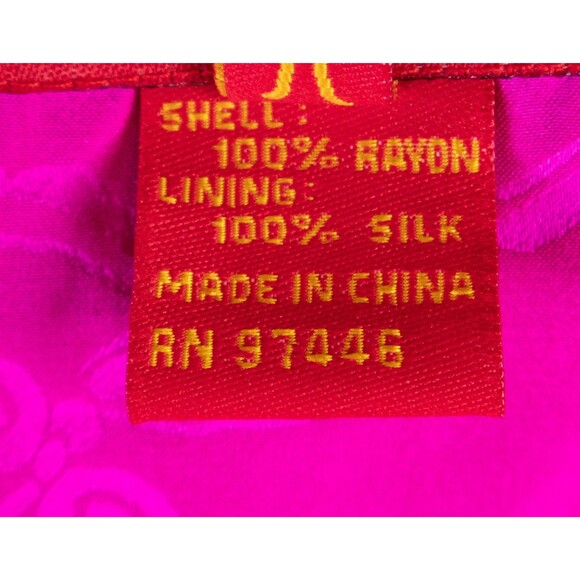 SHELL:
100% RAYON
LINING:
100% SILK
MADE IN CHINA
RN 97446